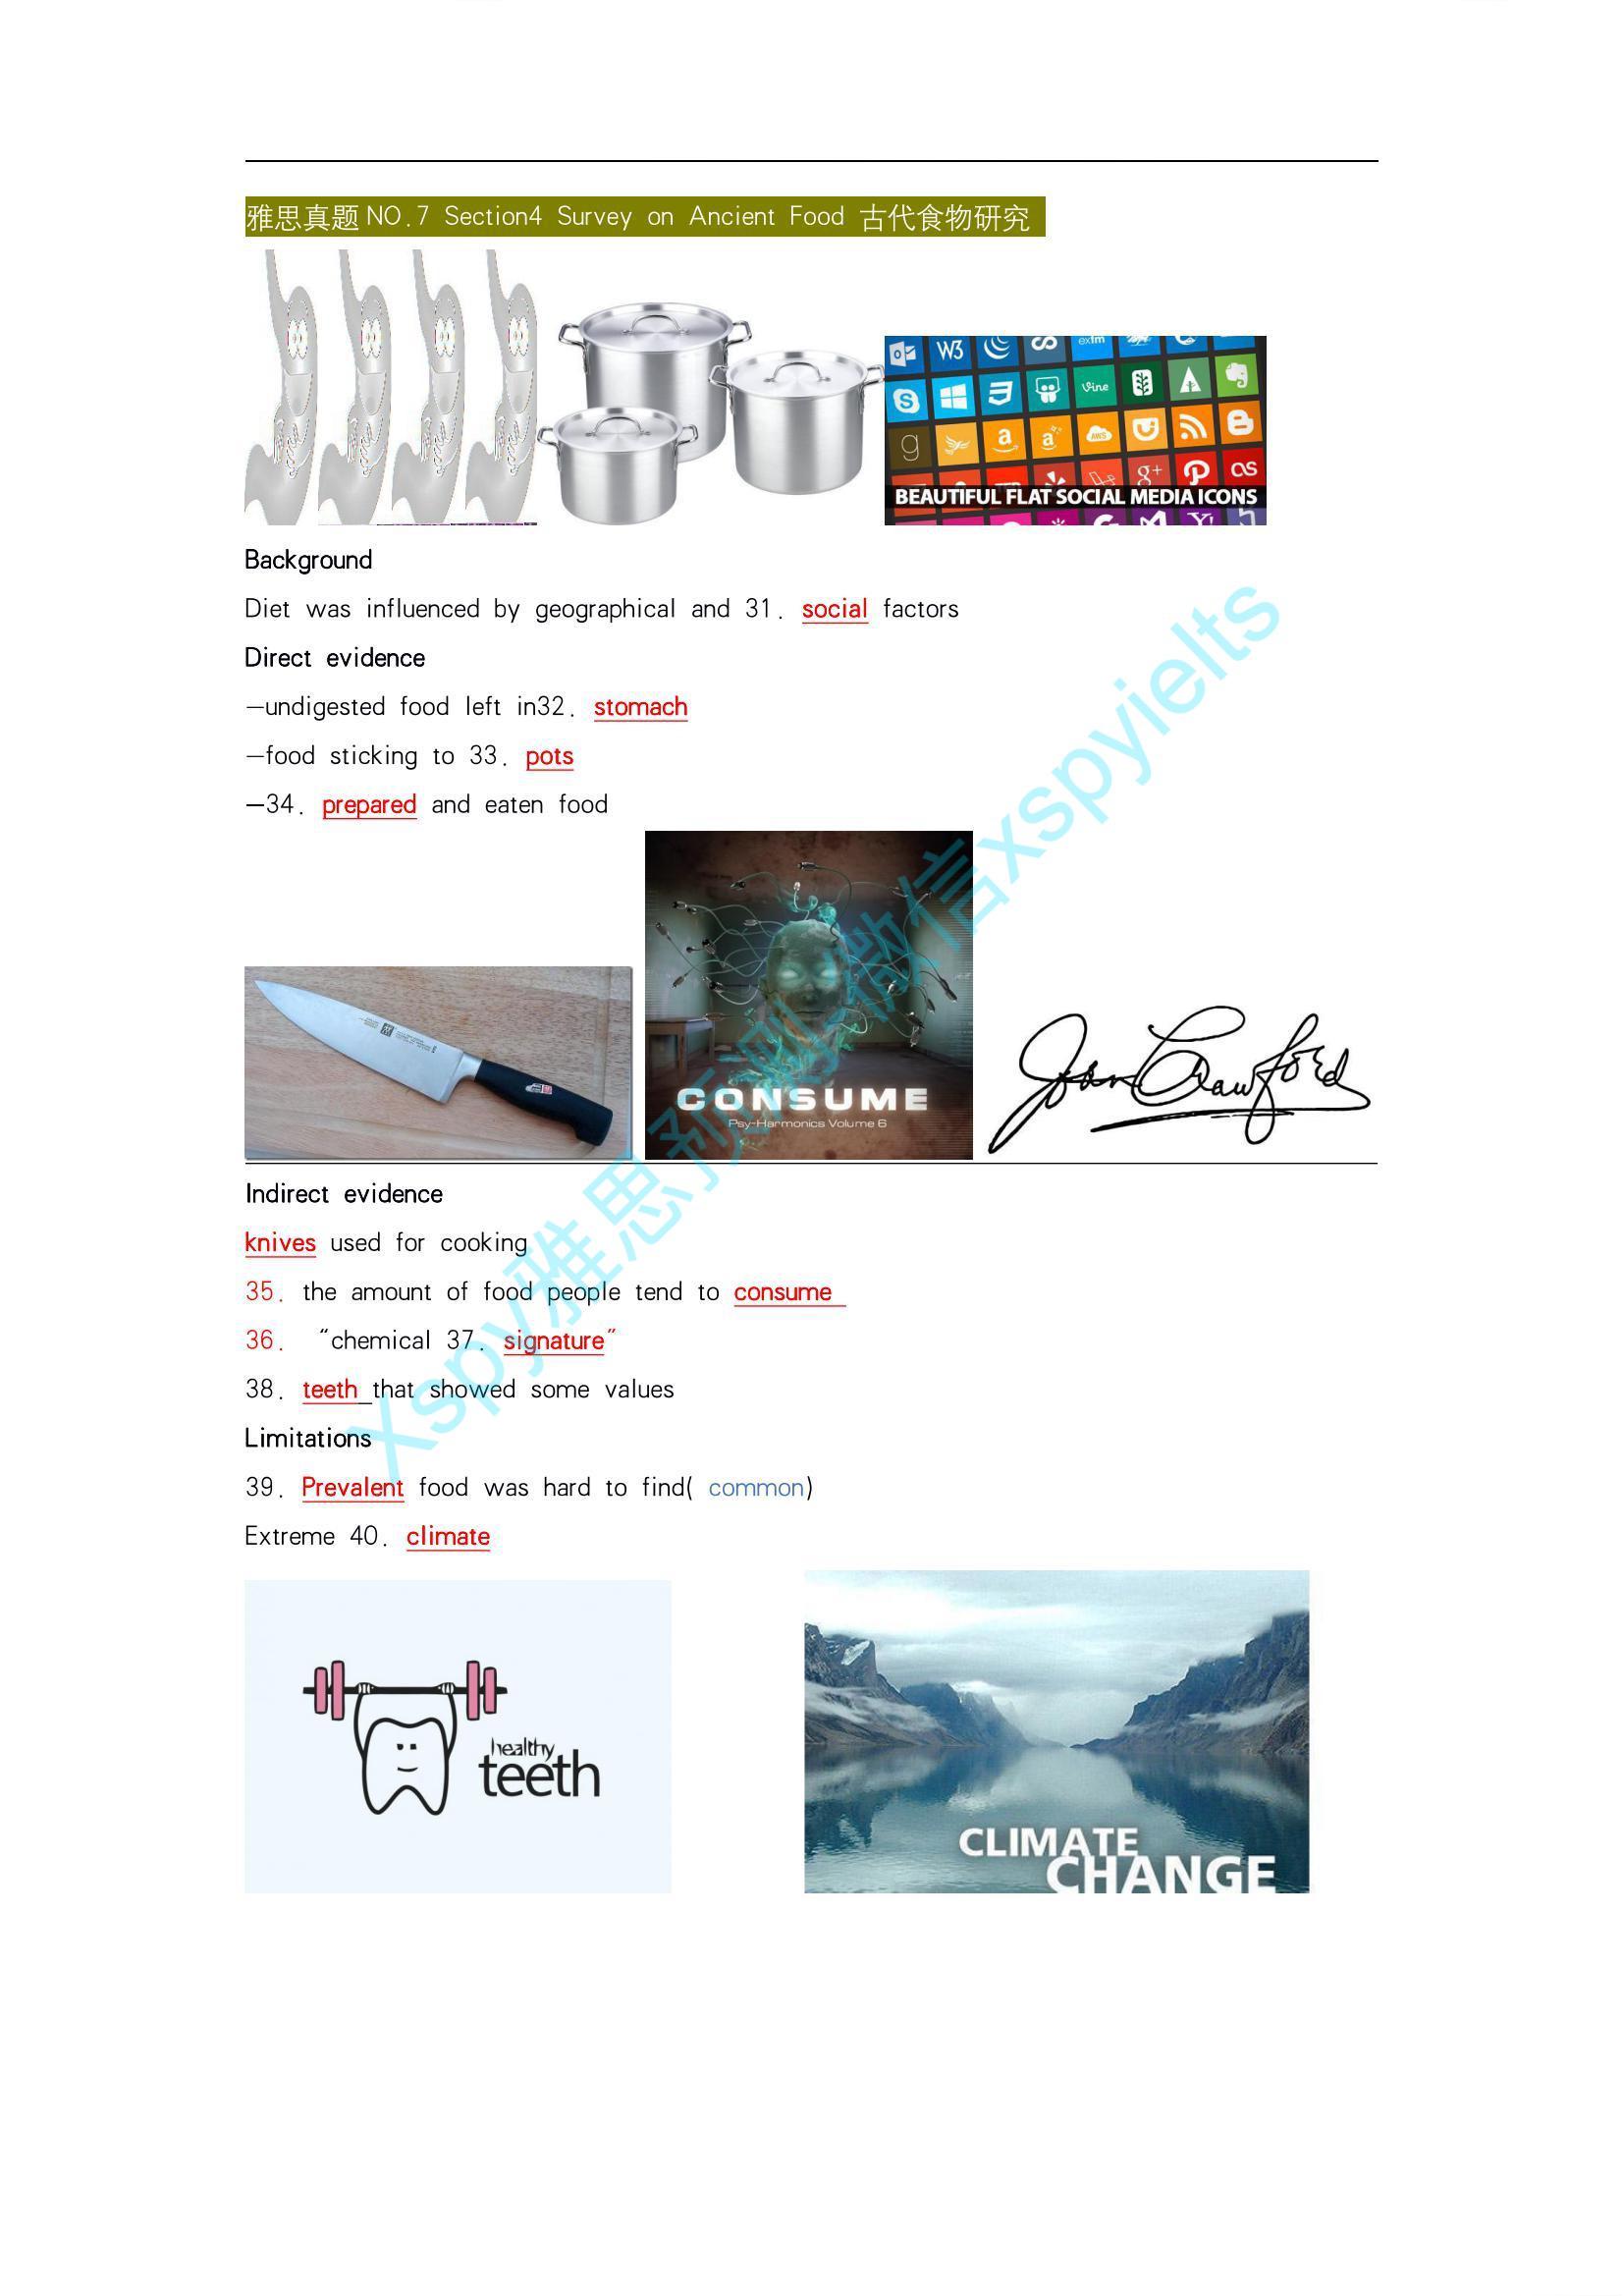 雅思真题 NO.7 Section4 Survey on Ancient Food 古代食物研究
W3
exfm
vine
g
a
a
AWS
g+
BEAUTIFUL FLAT SOCIAL MEDIA ICONS
Background
Diet was influenced by geographical and 31. social factors
Direct evidence
—undigested food left in32. stomach
—food sticking to 33. pots
—34. prepared and eaten food
CONSUME
Psy-Harmonics Volume 6
Joan Crawford
Indirect evidence
knives used for cooking
35. the amount of food people tend to consume
36. “chemical 37. signature”
38. teeth that showed some values
Limitations
39. Prevalent food was hard to find( common)
Extreme 40. climate
healthy
teeth
CLIMATE
CHANGE
Xspy雅思预测,微信xspyielts